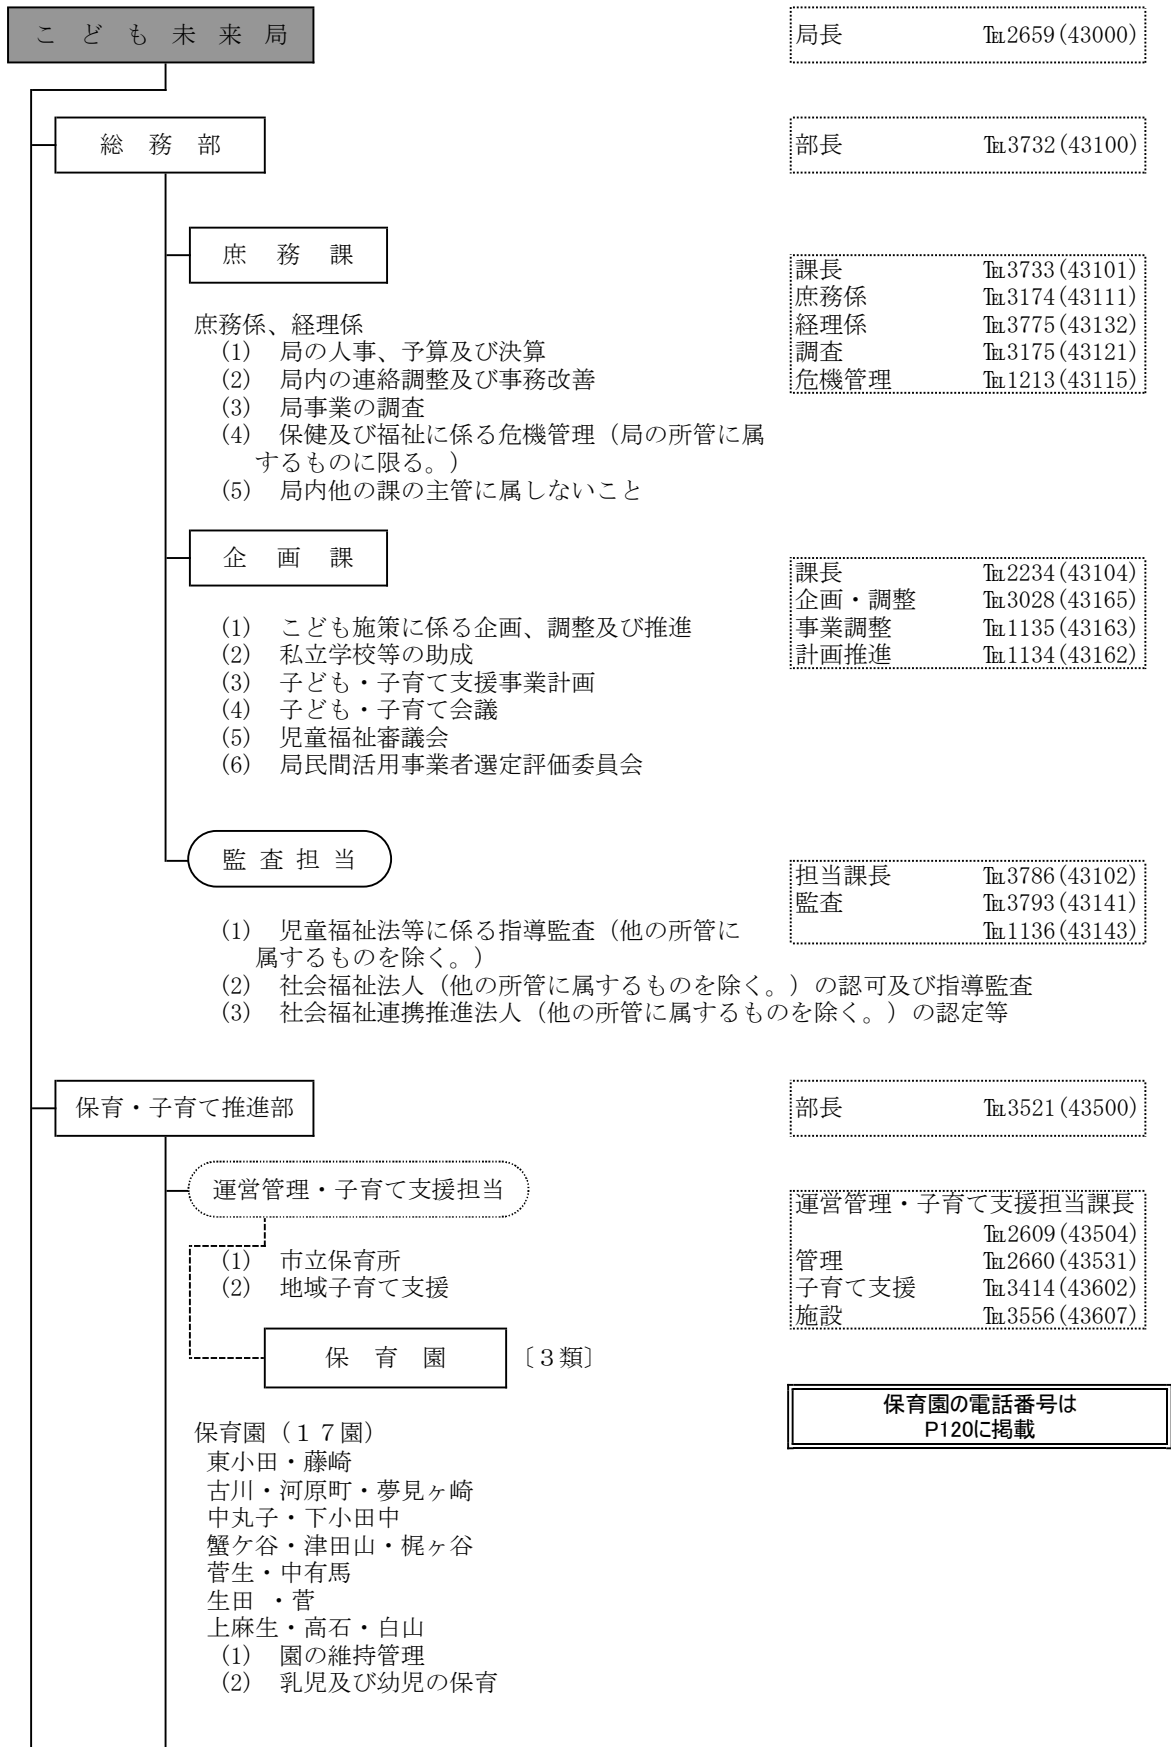 こ ど も 未 来 局
局長 ℡2659(43000)
総 務 部
部長 ℡3732(43100)
庶 務 課
課長 ℡3733(43101)
庶務係 ℡3174(43111)
経理係 ℡3775(43132)
調査 ℡3175(43121)
危機管理 ℡1213(43115)
庶務係、経理係
(1) 局の人事、予算及び決算
(2) 局内の連絡調整及び事務改善
(3) 局事業の調査
(4) 保健及び福祉に係る危機管理（局の所管に属
するものに限る。）
(5) 局内他の課の主管に属しないこと
企 画 課
課長 ℡2234(43104)
企画・調整 ℡3028(43165)
事業調整 ℡1135(43163)
計画推進 ℡1134(43162)
(1) こども施策に係る企画、調整及び推進
(2) 私立学校等の助成
(3) 子ども・子育て支援事業計画
(4) 子ども・子育て会議
(5) 児童福祉審議会
(6) 局民間活用事業者選定評価委員会
監 査 担 当
担当課長 ℡3786(43102)
監査 ℡3793(43141)
℡1136(43143)
(1) 児童福祉法等に係る指導監査（他の所管に
属するものを除く。）
(2) 社会福祉法人（他の所管に属するものを除く。）の認可及び指導監査
(3) 社会福祉連携推進法人（他の所管に属するものを除く。）の認定等
保育・子育て推進部
部長 ℡3521(43500)
運営管理・子育て支援担当
運営管理・子育て支援担当課長
℡2609(43504)
管理 ℡2660(43531)
子育て支援 ℡3414(43602)
施設 ℡3556(43607)
(1) 市立保育所
(2) 地域子育て支援
保 育 園 〔３類〕
保育園の電話番号は
P120に掲載
保育園（１７園）
東小田・藤崎
古川・河原町・夢見ヶ崎
中丸子・下小田中
蟹ケ谷・津田山・梶ヶ谷
菅生・中有馬
生田 ・菅
上麻生・高石・白山
(1) 園の維持管理
(2) 乳児及び幼児の保育